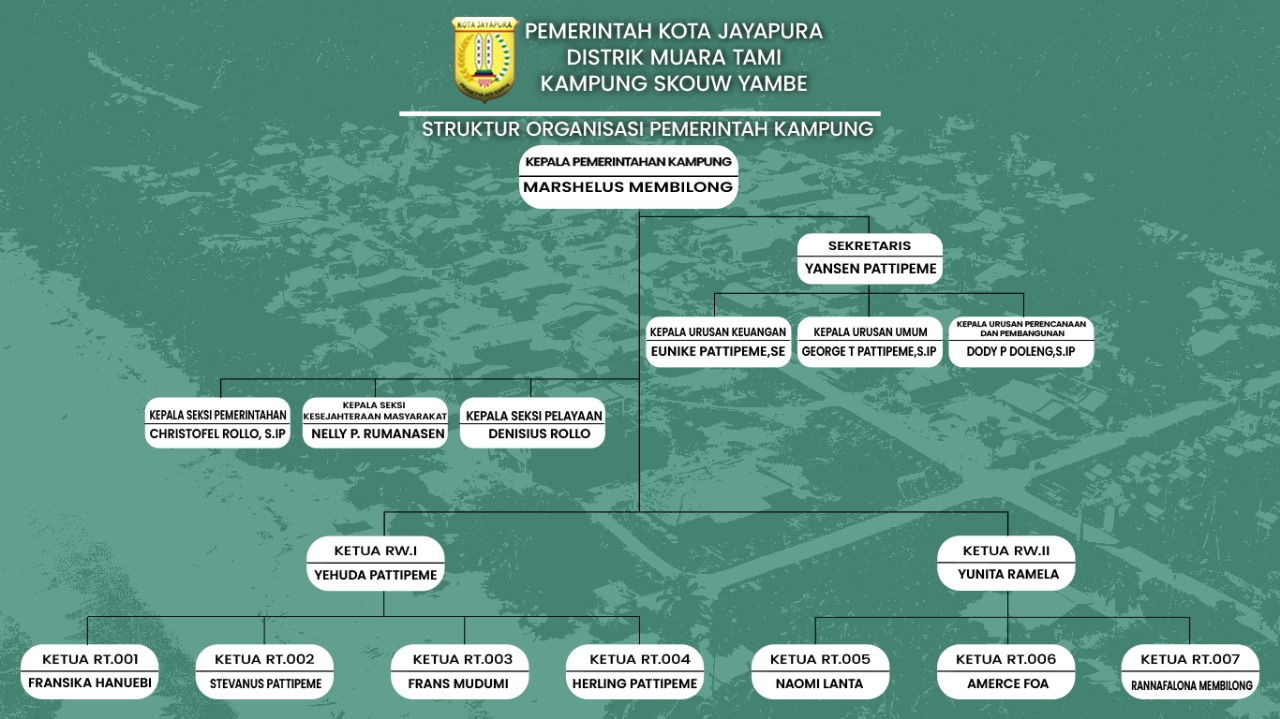 KOTA JAYAPURA
PEMERINTAH KOTA JAYAPURA
DISTRIK MUARA TAMI
KAMPUNG SKOUW YAMBE
STRUKTUR ORGANISASI PEMERINTAH KAMPUNG
KEPALA PEMERINTAHAN KAMPUNG
MARSHELUS MEMBILONG
SEKRETARIS
YANSEN PATTIPEME
KEPALA URUSAN KEUANGAN
EUNIKE PATTIPEME,SE
KEPALA URUSAN UMUM
GEORGE T PATTIPEME,S.IP
KEPALA URUSAN PERENCANAAN
DAN PEMBANGUNAN
DODY P DOLENG,S.IP
KEPALA SEKSI PEMERINTAHAN
CHRISTOFEL ROLLO, S.IP
KEPALA SEKSI
KESEJAHTERAAN MASYARAKAT
NELLY P. RUMANASEN
KEPALA SEKSI PELAYAAN
DENISIUS ROLLO
KETUA RW.I
YEHUDA PATTIPEME
KETUA RW.II
YUNITA RAMELA
KETUA RT.001
FRANSIKA HANUEBI
KETUA RT.002
STEVANUS PATTIPEME
KETUA RT.003
FRANS MUDUMI
KETUA RT.004
HERLING PATTIPEME
KETUA RT.005
NAOMI LANTA
KETUA RT.006
AMERCE FOA
KETUA RT.007
RANNAFALONA MEMBILONG